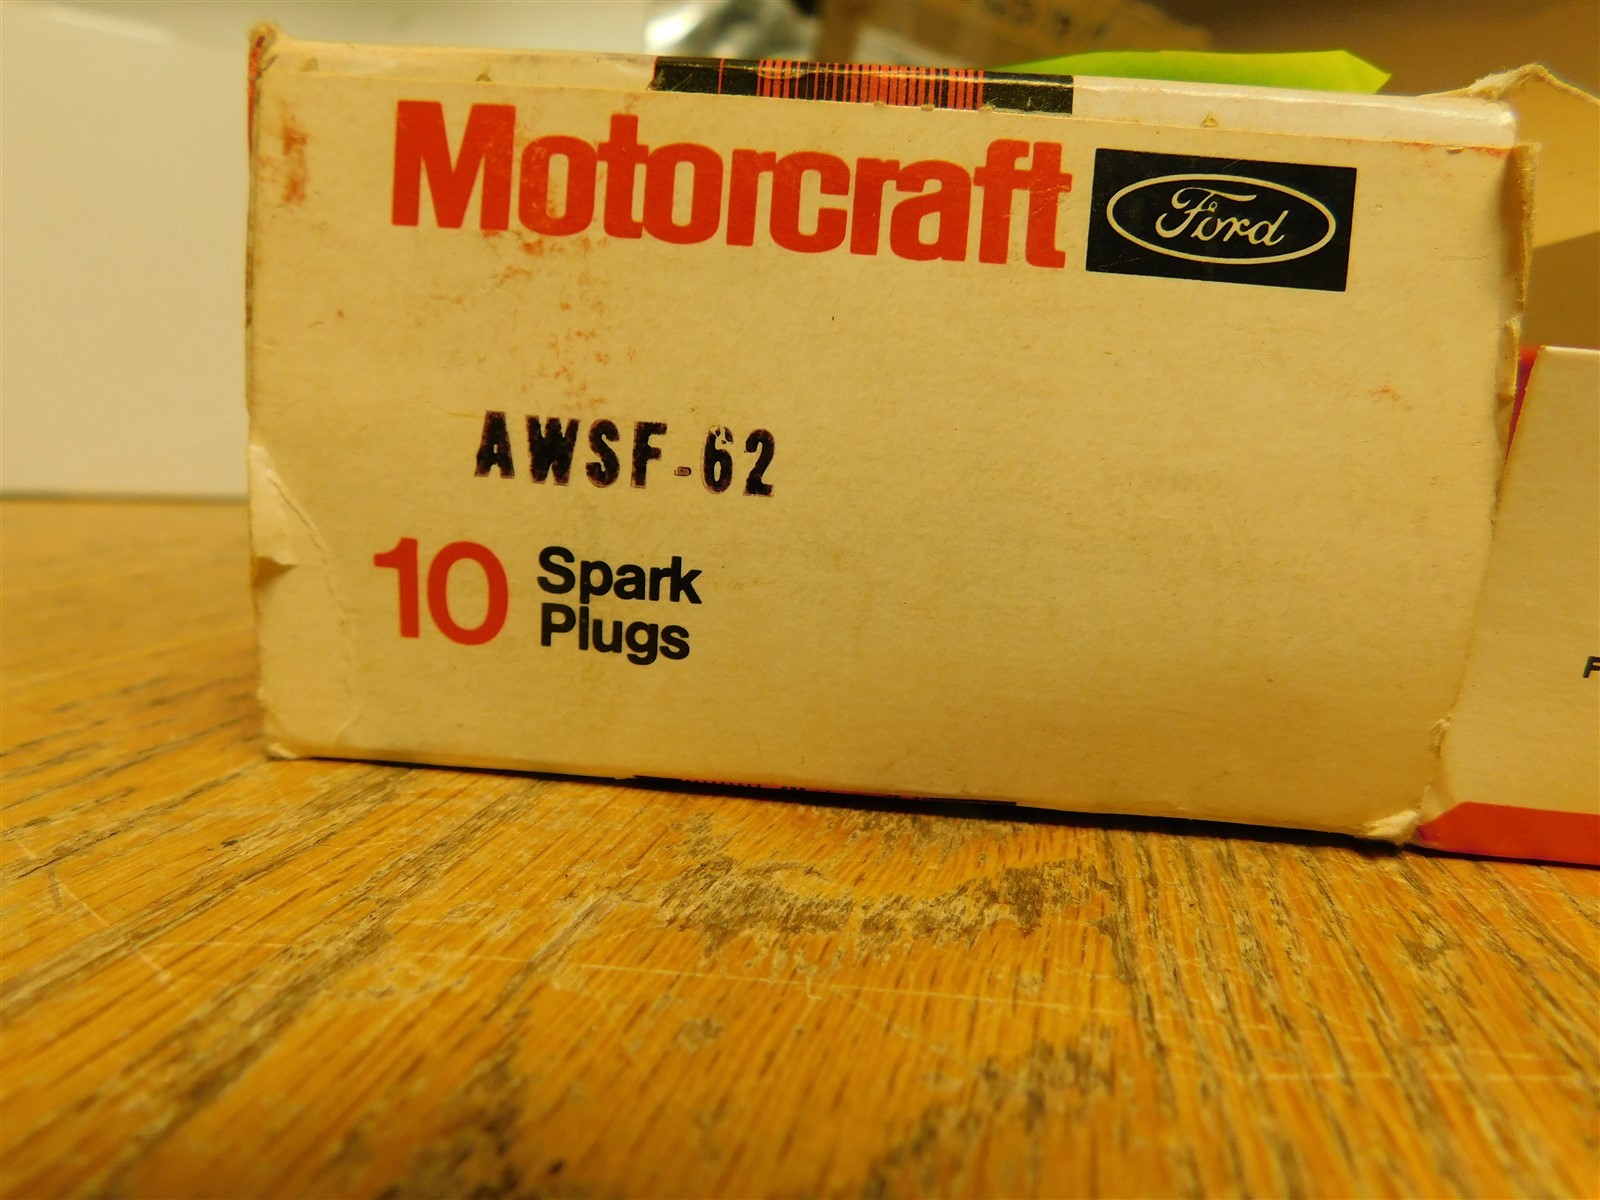 Motorcraft Ford
AWSF-62
10 Spark
Plugs
F